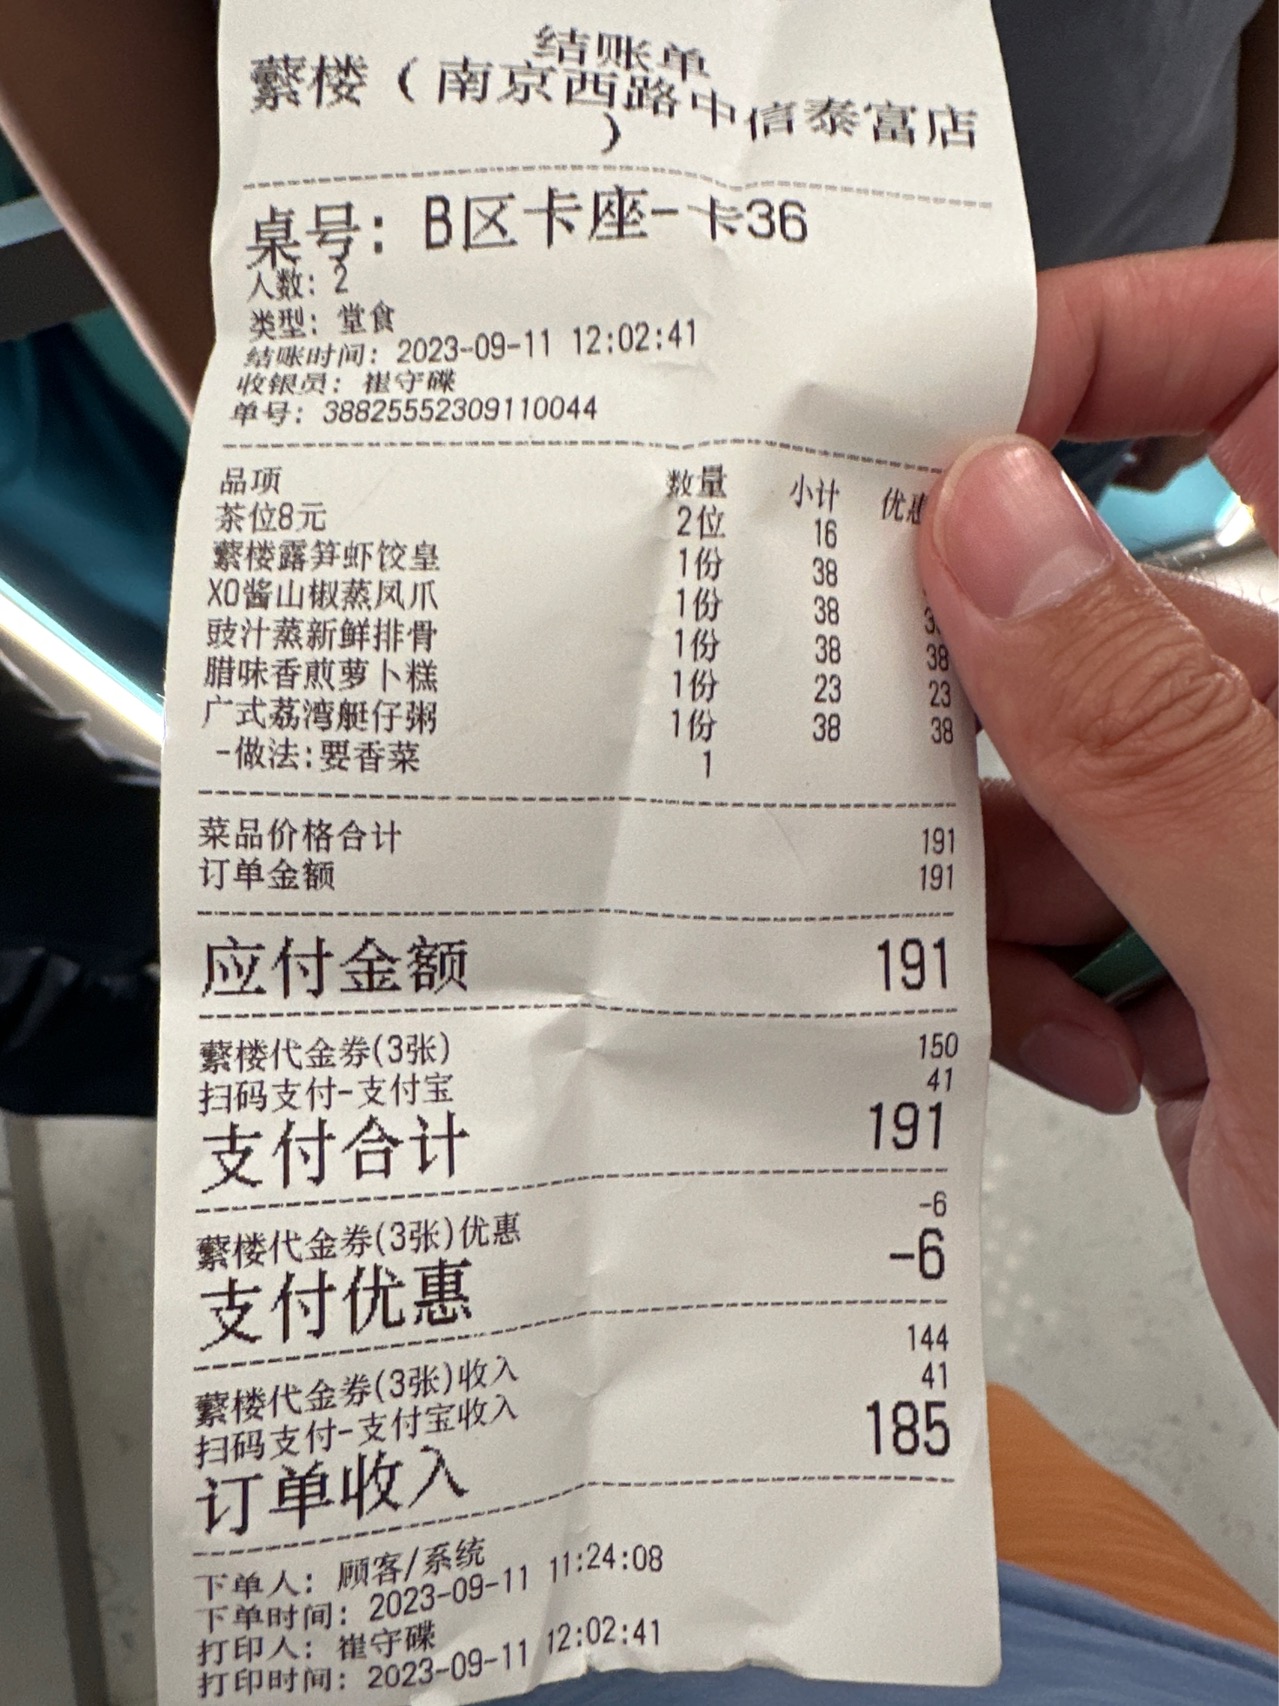 结账单
蘩楼（南京西路中信泰富店
）
桌号：B区卡座-卡36
人数：2
类型：堂食
结账时间：2023-09-11 12:02:41
收银员：崔守碟
单号：38825552309110044
品项 数量 小计 优惠
茶位8元 2位 16
蘩楼露笋虾饺皇 1份 38
XO酱山椒蒸凤爪 1份 38
豉汁蒸新鲜排骨 1份 38 38
腊味香煎萝卜糕 1份 23 23
广式荔湾艇仔粥 1份 38 38
-做法:要香菜 1
菜品价格合计 191
订单金额 191
应付金额 191
蘩楼代金券(3张) 150
扫码支付-支付宝 41
支付合计 191
蘩楼代金券(3张)优惠 -6
支付优惠 -6
蘩楼代金券(3张)收入 144
扫码支付-支付宝收入 41
订单收入 185
下单人：顾客/系统
下单时间：2023-09-11 11:24:08
打印人：崔守碟
打印时间：2023-09-11 12:02:41